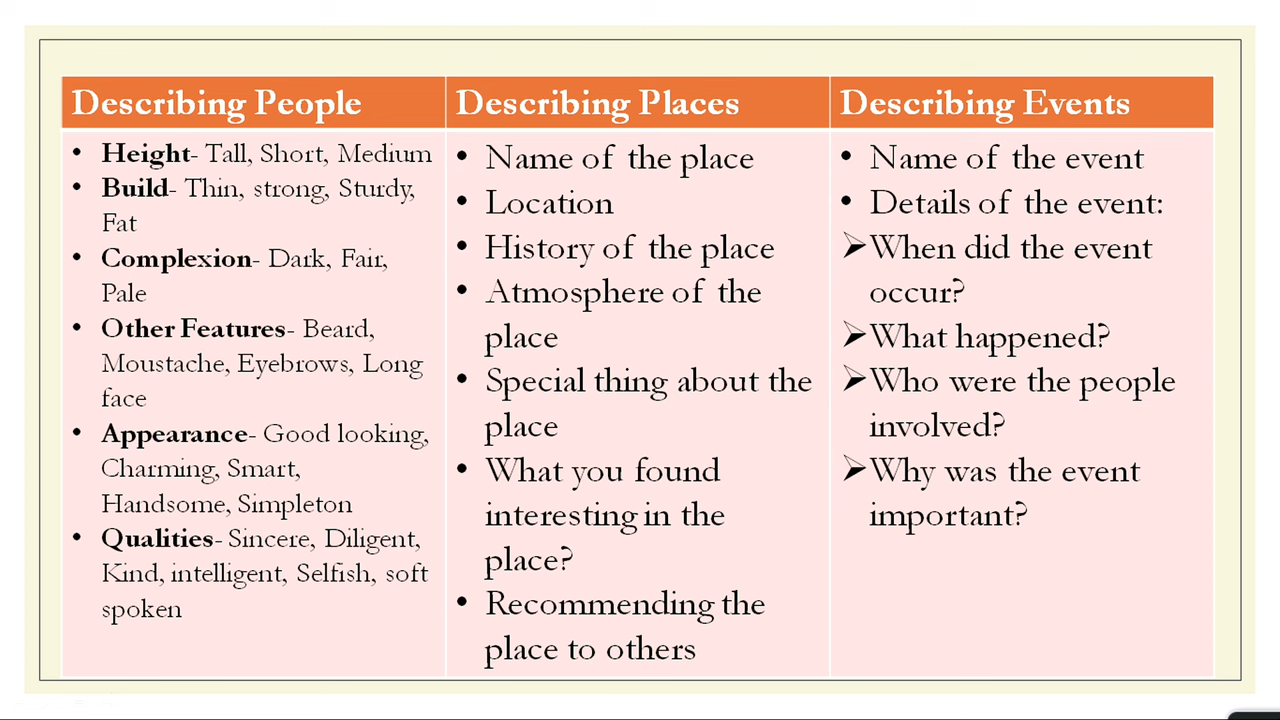 Describing People
• Height- Tall, Short, Medium
• Build- Thin, strong, Sturdy,
Fat
• Complexion- Dark, Fair,
Pale
• Other Features- Beard,
Moustache, Eyebrows, Long
face
• Appearance- Good looking,
Charming, Smart,
Handsome, Simpleton
• Qualities- Sincere, Diligent,
Kind, intelligent, Selfish, soft
spoken
Describing Places
• Name of the place
• Location
• History of the place
• Atmosphere of the
place
• Special thing about the
place
• What you found
interesting in the
place?
• Recommending the
place to others
Describing Events
• Name of the event
• Details of the event:
➢When did the event
occur?
➢What happened?
➢Who were the people
involved?
➢Why was the event
important?